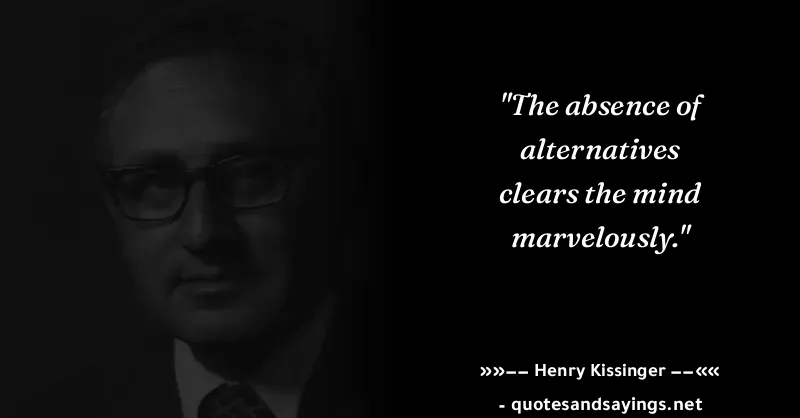 "The absence of
alternatives
clears the mind
marvelously."
»»−− Henry Kissinger −−««
- quotesandsayings.net